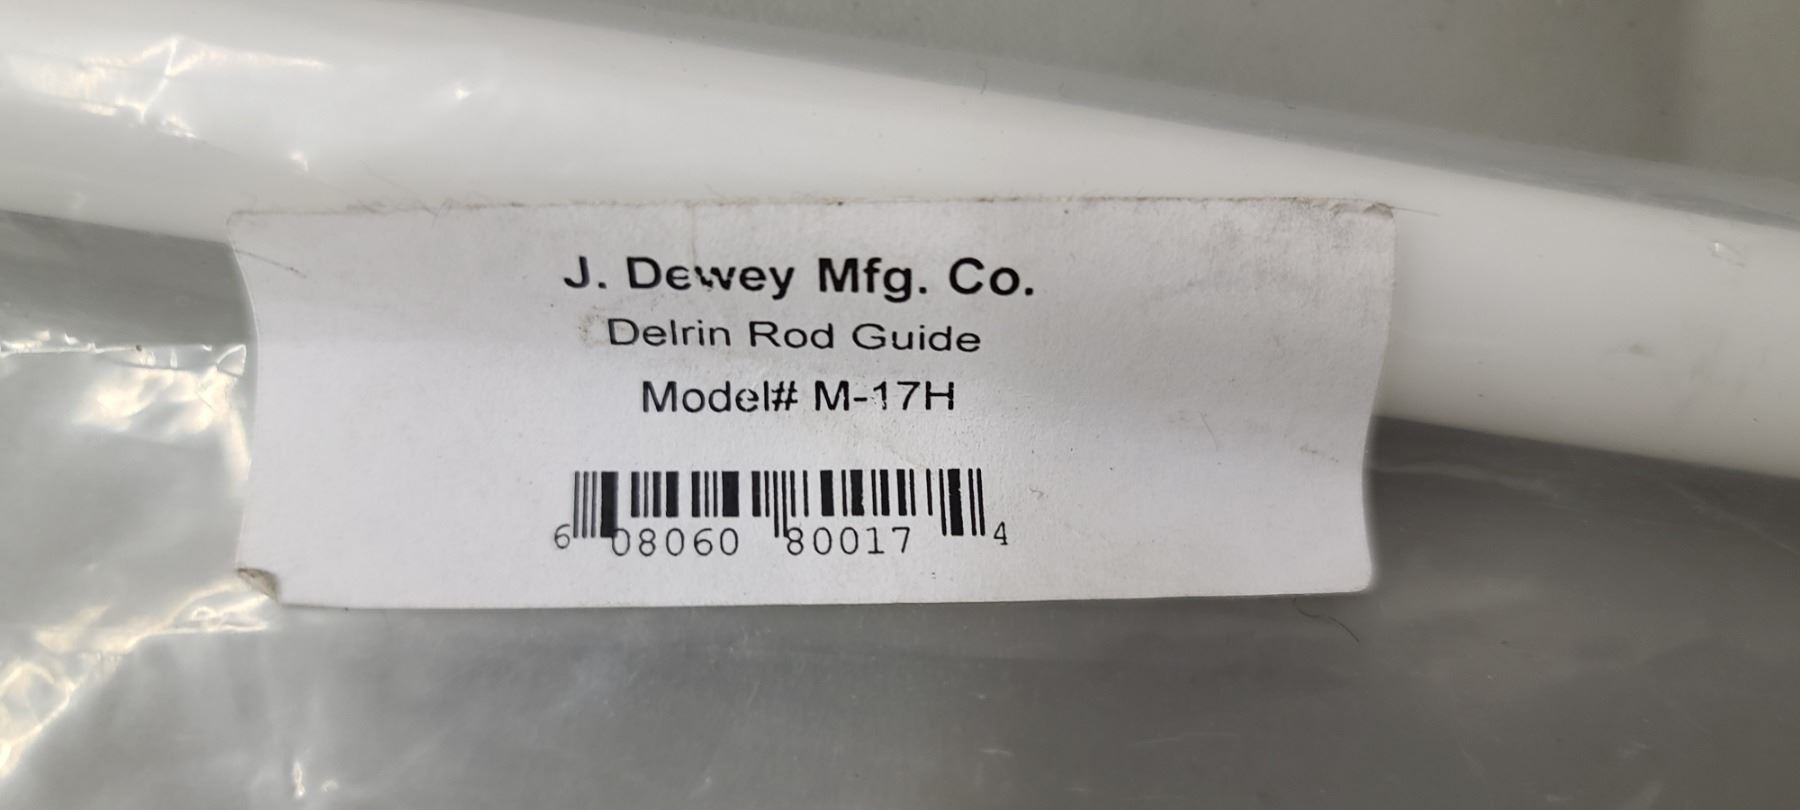 J. Dewey Mfg. Co.
Delrin Rod Guide
Model# M-17H
6 08060 80017 4